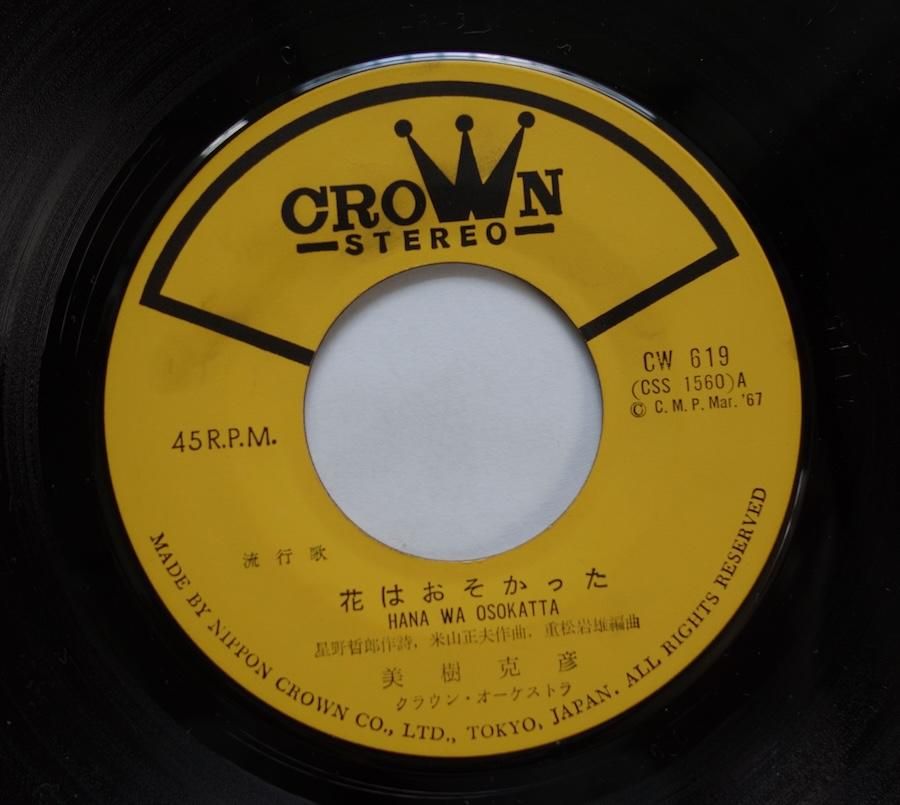 CROWN
STEREO
CW 619
(CSS 1560)A
© C.M.P. Mar. '67
45 R.P.M.
流行歌
花はおそかった
HANA WA OSOKATTA
星野哲郎作詩, 米山正夫作曲, 重松岩雄編曲
美樹克彦
クラウン・オーケストラ
MADE BY NIPPON CROWN CO., LTD., TOKYO, JAPAN. ALL RIGHTS RESERVED